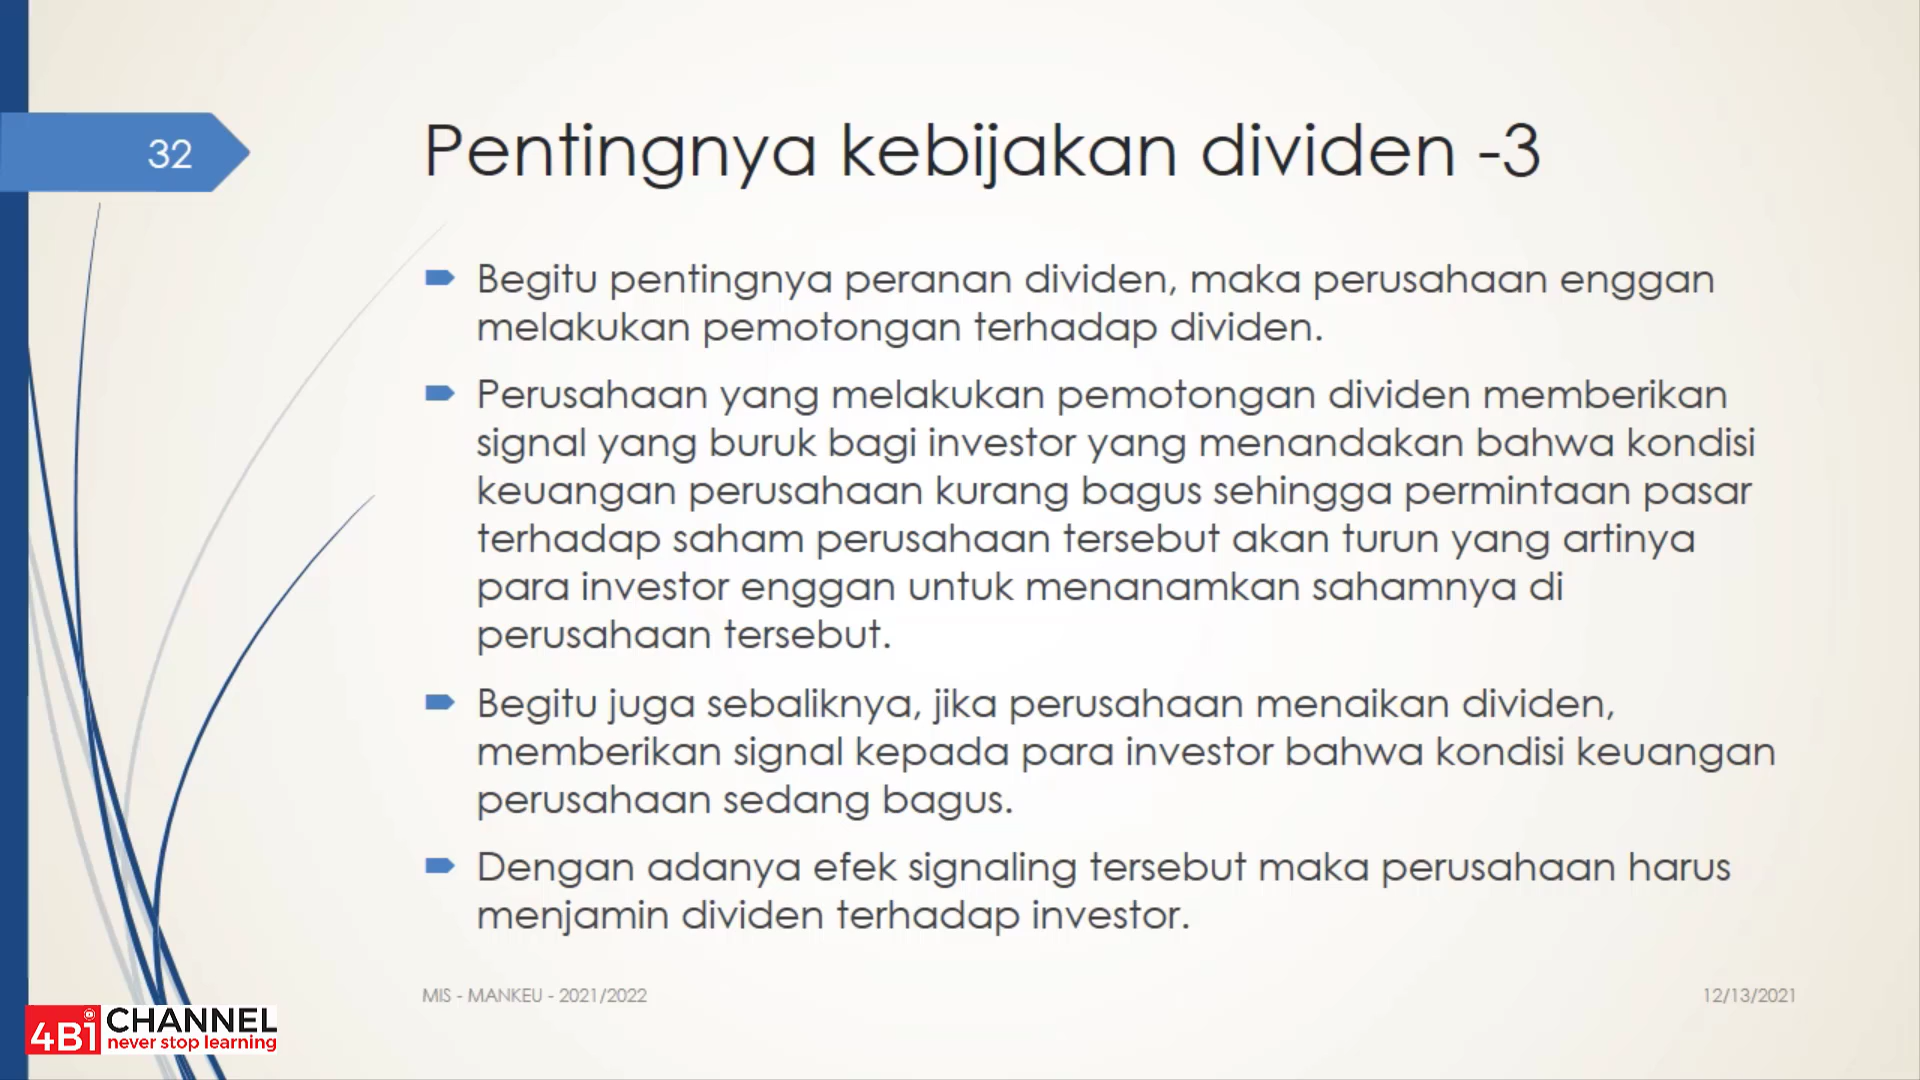 32
Pentingnya kebijakan dividen -3
Begitu pentingnya peranan dividen, maka perusahaan enggan
melakukan pemotongan terhadap dividen.
Perusahaan yang melakukan pemotongan dividen memberikan
signal yang buruk bagi investor yang menandakan bahwa kondisi
keuangan perusahaan kurang bagus sehingga permintaan pasar
terhadap saham perusahaan tersebut akan turun yang artinya
para investor enggan untuk menanamkan sahamnya di
perusahaan tersebut.
Begitu juga sebaliknya, jika perusahaan menaikan dividen,
memberikan signal kepada para investor bahwa kondisi keuangan
perusahaan sedang bagus.
Dengan adanya efek signaling tersebut maka perusahaan harus
menjamin dividen terhadap investor.
MIS - MANKEU - 2021/2022
12/13/2021
4Bi CHANNEL
never stop learning